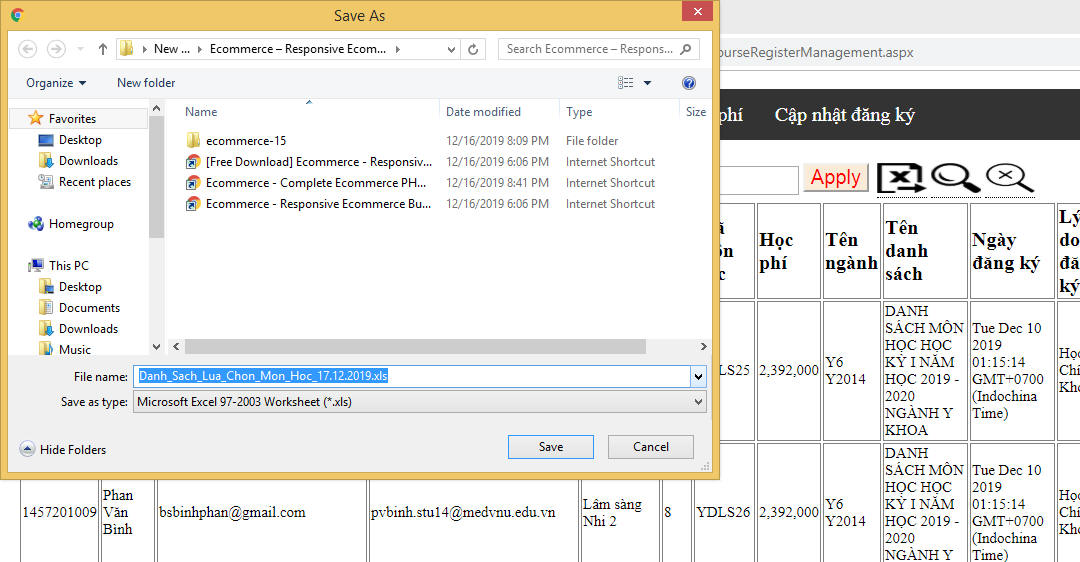 Save As
New ...
Ecommerce – Responsive Ecom...
Search Ecommerce – Respons...
Organize
New folder
Favorites
Desktop
Downloads
Recent places
Homegroup
This PC
Desktop
Documents
Downloads
Music
Name Date modified Type Size
ecommerce-15 12/16/2019 8:09 PM File folder
[Free Download] Ecommerce - Responsiv... 12/16/2019 6:06 PM Internet Shortcut
Ecommerce - Complete Ecommerce PH... 12/16/2019 8:41 PM Internet Shortcut
Ecommerce - Responsive Ecommerce Bu... 12/16/2019 6:06 PM Internet Shortcut
File name: Danh_Sach_Lua_Chon_Mon_Hoc_17.12.2019.xls
Save as type: Microsoft Excel 97-2003 Worksheet (*.xls)
Hide Folders
Save
Cancel
urseRegisterManagement.aspx
phí
Cập nhật đăng ký
Apply
Học
phí
Tên
ngành
Tên
danh
sách
Ngày
đăng ký
Lý
do
đă
ký
DLS25
2,392,000
Y6
Y2014
DANH
SÁCH MÔN
HỌC HỌC
KỲ I NĂM
HỌC 2019 -
2020
NGÀNH Y
KHOA
Tue Dec 10
2019
01:15:14
GMT+0700
(Indochina
Time)
Học
Chí
Kho
1457201009
Phan
Văn
Bình
bsbinhphan@gmail.com
pvbinh.stu14@medvnu.edu.vn
Lâm sàng
Nhi 2
8
YDLS26
2,392,000
Y6
Y2014
DANH
SÁCH MÔN
HỌC HỌC
KỲ I NĂM
HỌC 2019 -
2020
NGÀNH Y
Tue Dec 10
2019
01:15:14
GMT+0700
(Indochina
Time)
Học
Chí
Kho